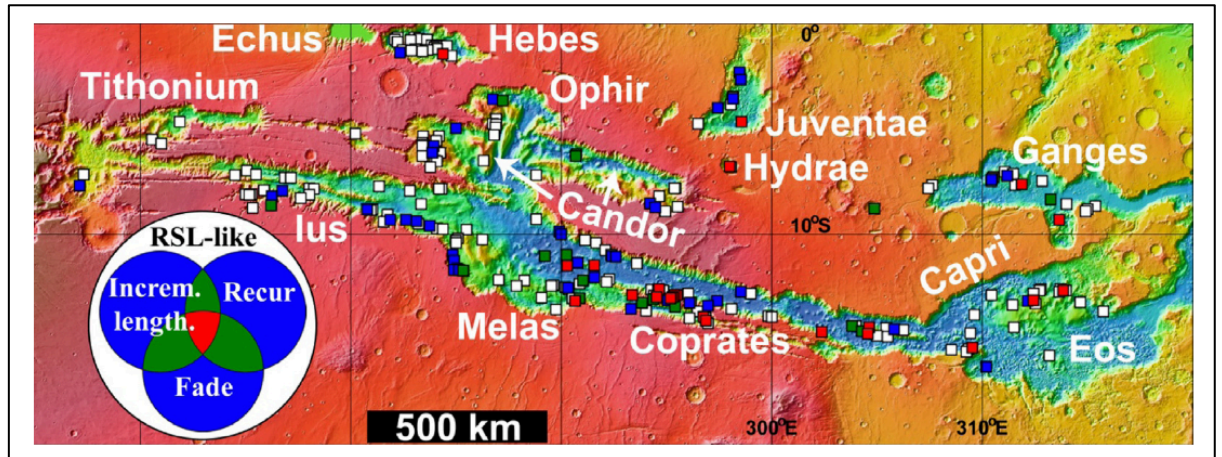 Echus
Hebes
0°
Tithonium
Ophir
Juventae
Hydrae
Ganges
Candor
Ius
10°S
Capri
RSL-like
Increm.
length.
Recur
Fade
Melas
Coprates
Eos
500 km
300°E
310°E